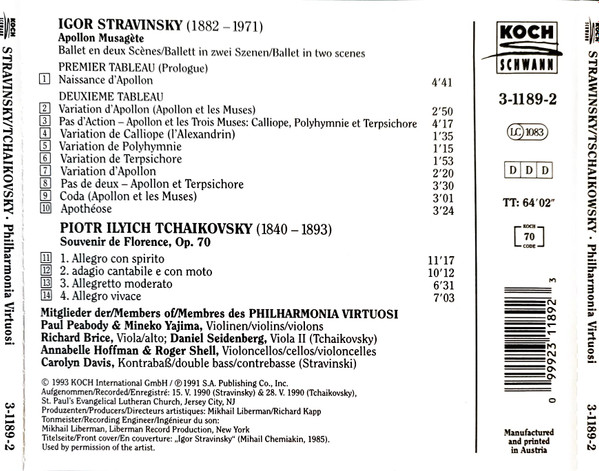 STRAVINSKY/TCHAIKOVSKY · Philharmonia Virtuosi
3-1189-2
IGOR STRAVINSKY (1882 – 1971)
Apollon Musagète
Ballet en deux Scènes/Ballett in zwei Szenen/Ballet in two scenes
PREMIER TABLEAU (Prologue)
1 Naissance d'Apollon 4'41
DEUXIEME TABLEAU
2 Variation d'Apollon (Apollon et les Muses) 2'50
3 Pas d'Action – Apollon et les Trois Muses: Calliope, Polyhymnie et Terpsichore 4'17
4 Variation de Calliope (l'Alexandrin) 1'35
5 Variation de Polyhymnie 1'15
6 Variation de Terpsichore 1'53
7 Variation d'Apollon 2'20
8 Pas de deux – Apollon et Terpsichore 3'30
9 Coda (Apollon et les Muses) 3'01
10 Apothéose 3'24
PIOTR ILYICH TCHAIKOVSKY (1840 – 1893)
Souvenir de Florence, Op. 70
11 1. Allegro con spirito 11'17
12 2. adagio cantabile e con moto 10'12
13 3. Allegretto moderato 6'31
14 4. Allegro vivace 7'03
Mitglieder der/Members of/Membres des PHILHARMONIA VIRTUOSI
Paul Peabody & Mineko Yajima, Violinen/violins/violons
Richard Brice, Viola/alto; Daniel Seidenberg, Viola II (Tchaikovsky)
Annabelle Hoffman & Roger Shell, Violoncellos/cellos/violoncelles
Carolyn Davis, Kontrabaß/double bass/contrebasse (Stravinski)
© 1993 KOCH International GmbH / ℗ 1991 S.A. Publishing Co., Inc.
Aufgenommen/Recorded/Enregistré: 15. V. 1990 (Stravinsky) & 28. V. 1990 (Tchaikovsky),
St. Paul's Evangelical Lutheran Church, Jersey City, NJ
Produzenten/Producers/Directeurs artistiques: Mikhail Liberman/Richard Kapp
Tonmeister/Recording Engineer/Ingénieur du son:
Mikhail Liberman, Liberman Record Production, New York
Titelseite/Front cover/En couverture: „Igor Stravinsky" (Mihail Chemiakin, 1985).
Used by permission of the artist.
KOCH
SCHWANN
3-1189-2
LC 1083
D D D
TT: 64'02"
KOCH
70
CODE
0 99923 11892 3
Manufactured
and printed
in Austria
KOCH
SCHWANN
STRAWINSKY/TSCHAIKOWSKY · Philharmonia Virtuosi
3-1189-2